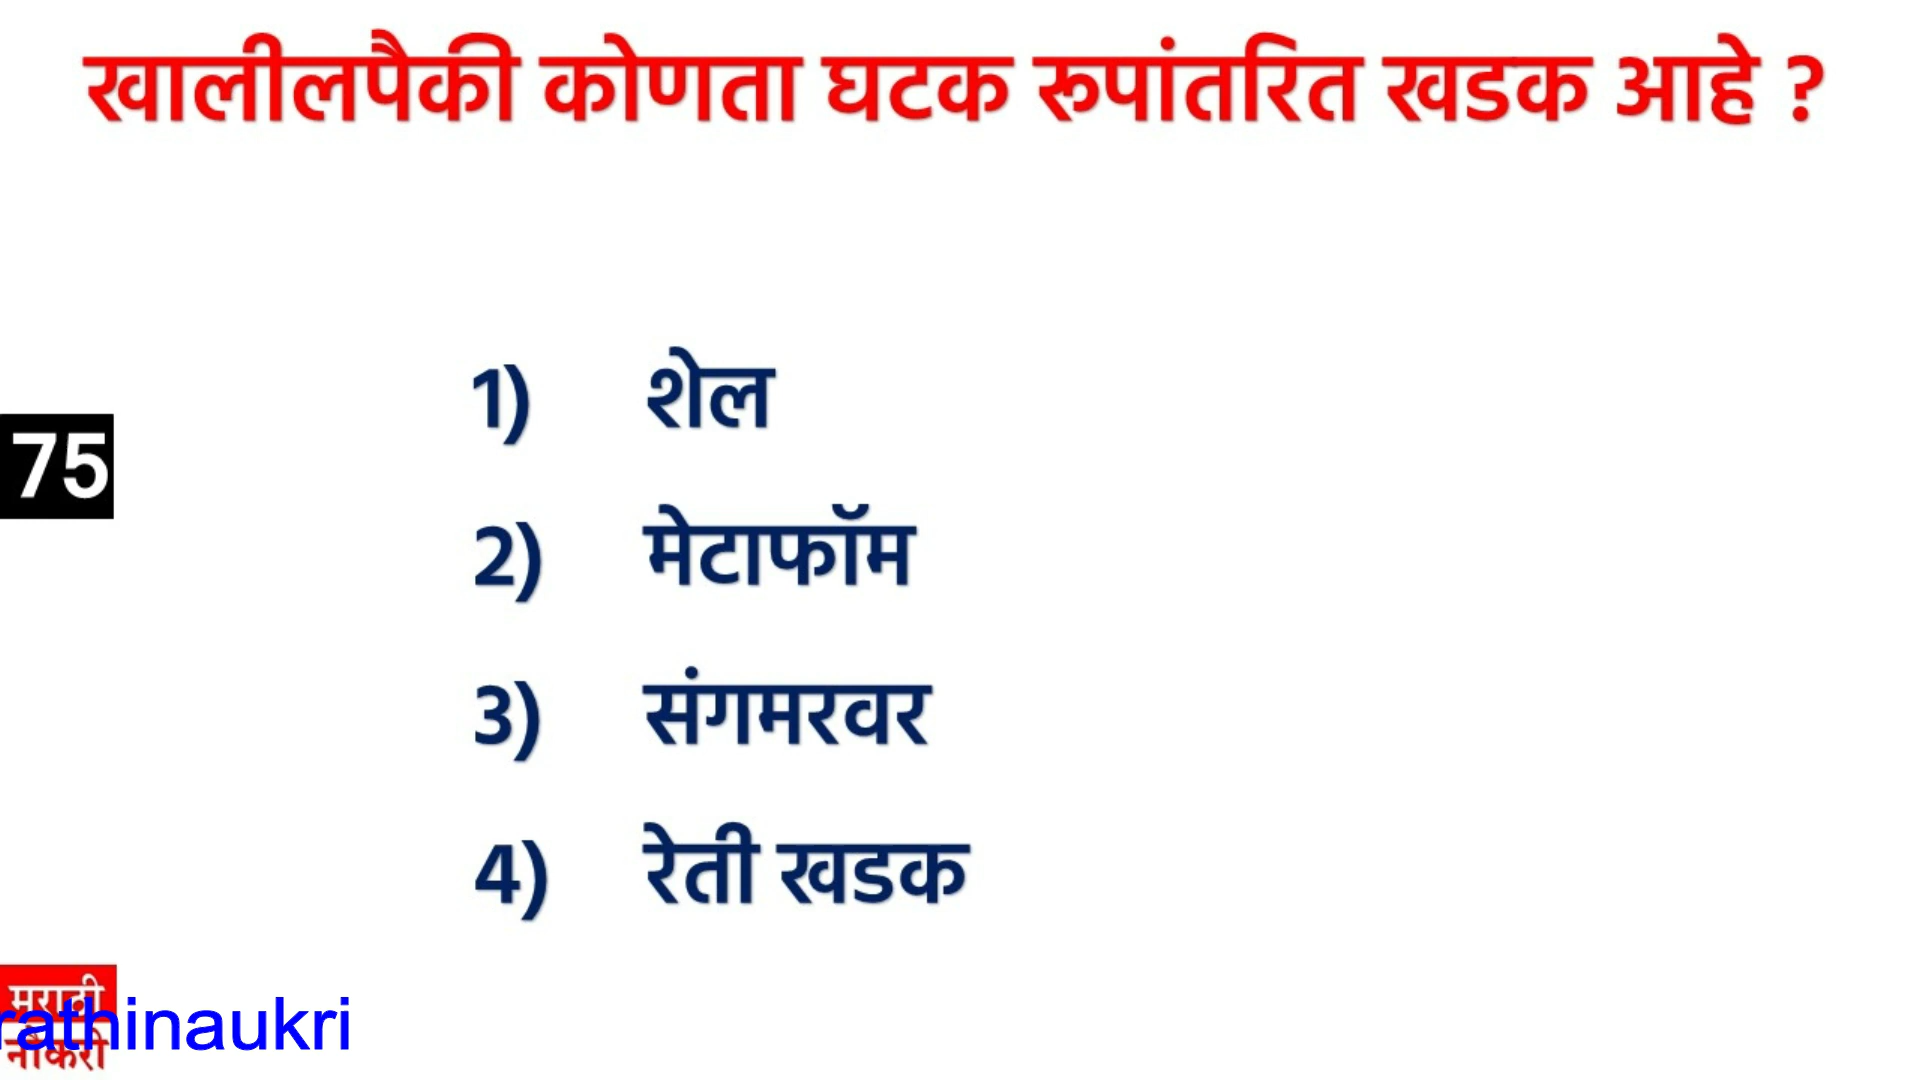 खालीलपैकी कोणता घटक रूपांतरित खडक आहे ?
1) शेल
75
2) मेटाफॉम
3) संगमरवर
4) रेती खडक
मराठी
rathinaukri
नौकरी